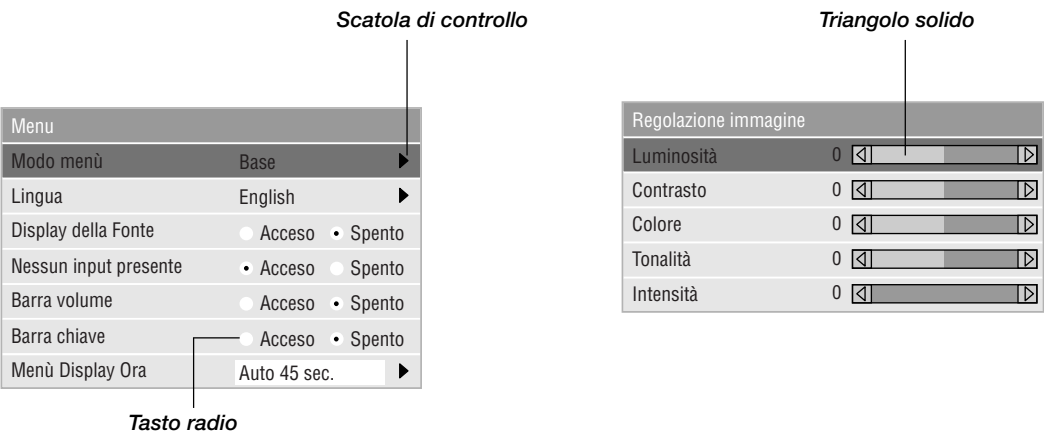 Scatola di controllo
Triangolo solido
Menu
Modo menù Base
Lingua English
Display della Fonte Acceso Spento
Nessun input presente Acceso Spento
Barra volume Acceso Spento
Barra chiave Acceso Spento
Menù Display Ora Auto 45 sec.
Tasto radio
Regolazione immagine
Luminosità 0
Contrasto 0
Colore 0
Tonalità 0
Intensità 0